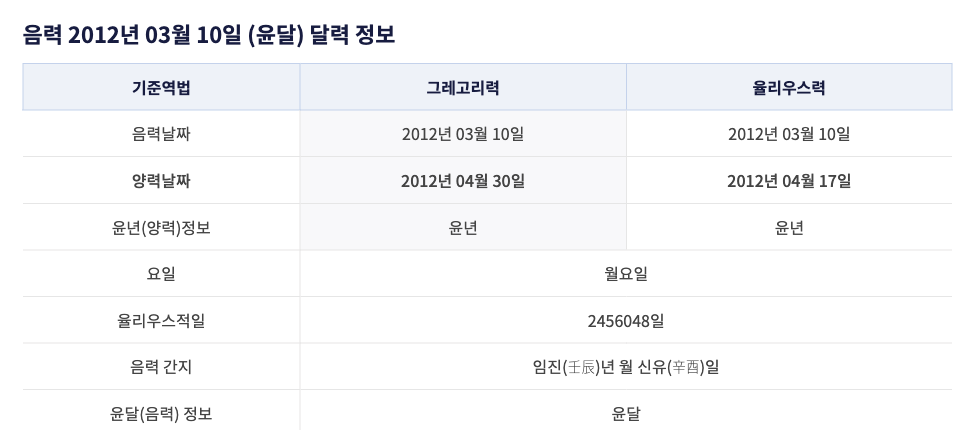 음력 2012년 03월 10일 (윤달) 달력 정보
기준역법 그레고리력 율리우스력
음력날짜 2012년 03월 10일 2012년 03월 10일
양력날짜 2012년 04월 30일 2012년 04월 17일
윤년(양력)정보 윤년 윤년
요일 월요일
율리우스적일 2456048일
음력 간지 임진(壬辰)년 월 신유(辛酉)일
윤달(음력) 정보 윤달